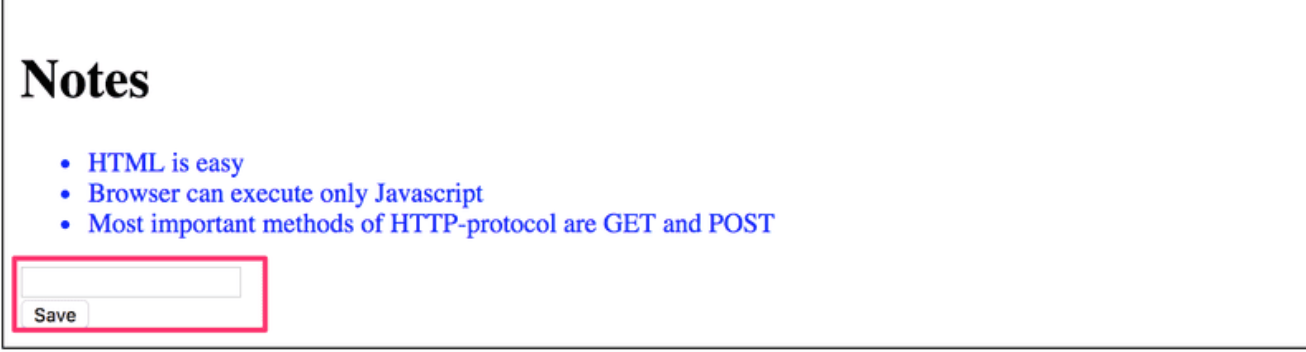 Notes
HTML is easy
Browser can execute only Javascript
Most important methods of HTTP-protocol are GET and POST
Save